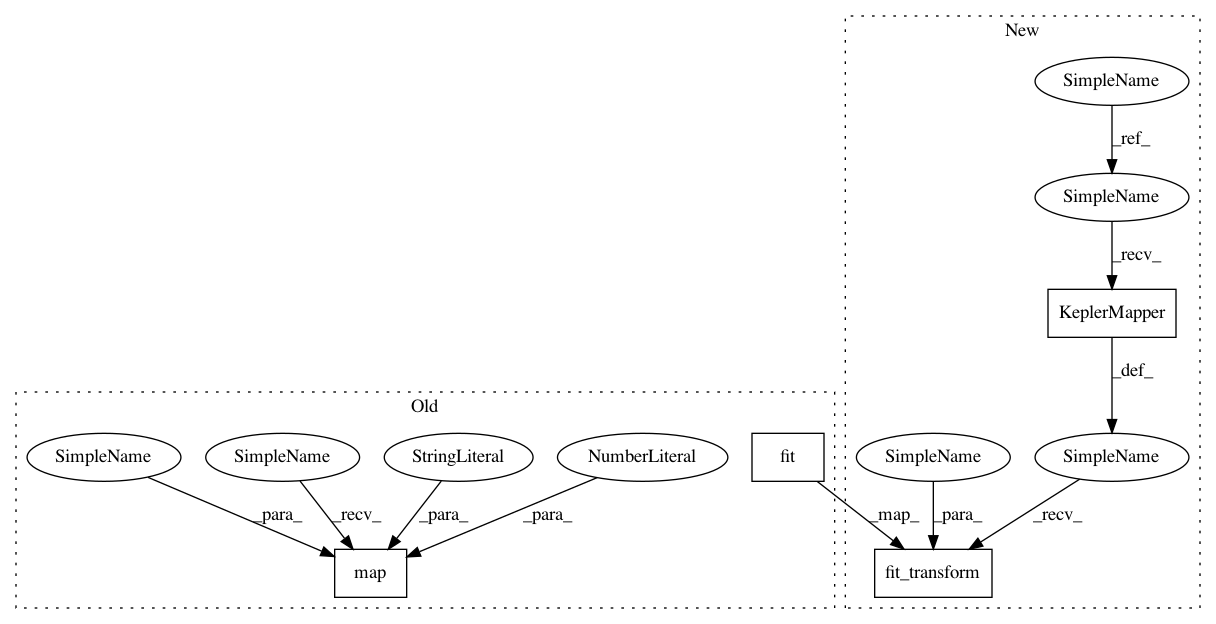 New
SimpleName
_ref_
SimpleName
_recv_
KeplerMapper
_def_
Old
SimpleName
SimpleName
StringLiteral
NumberLiteral
fit
SimpleName
SimpleName
_para_
_recv_
_para_
_para_
_map_
_para_
_recv_
map
fit_transform